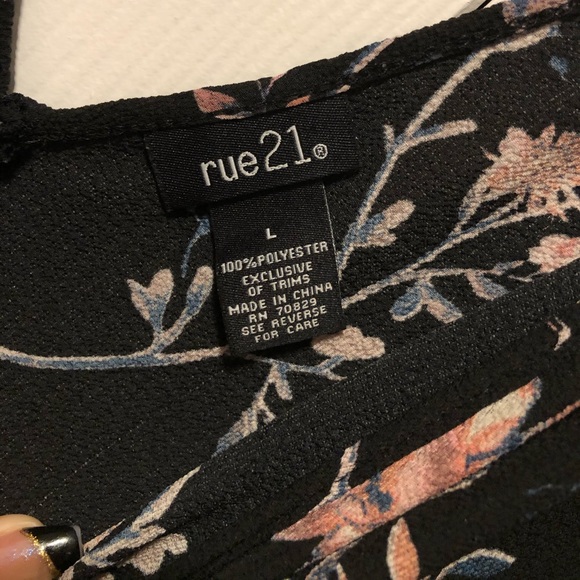 rue21®
L
100%POLYESTER
EXCLUSIVE
OF TRIMS
MADE IN CHINA
RN 70829
SEE REVERSE
FOR CARE